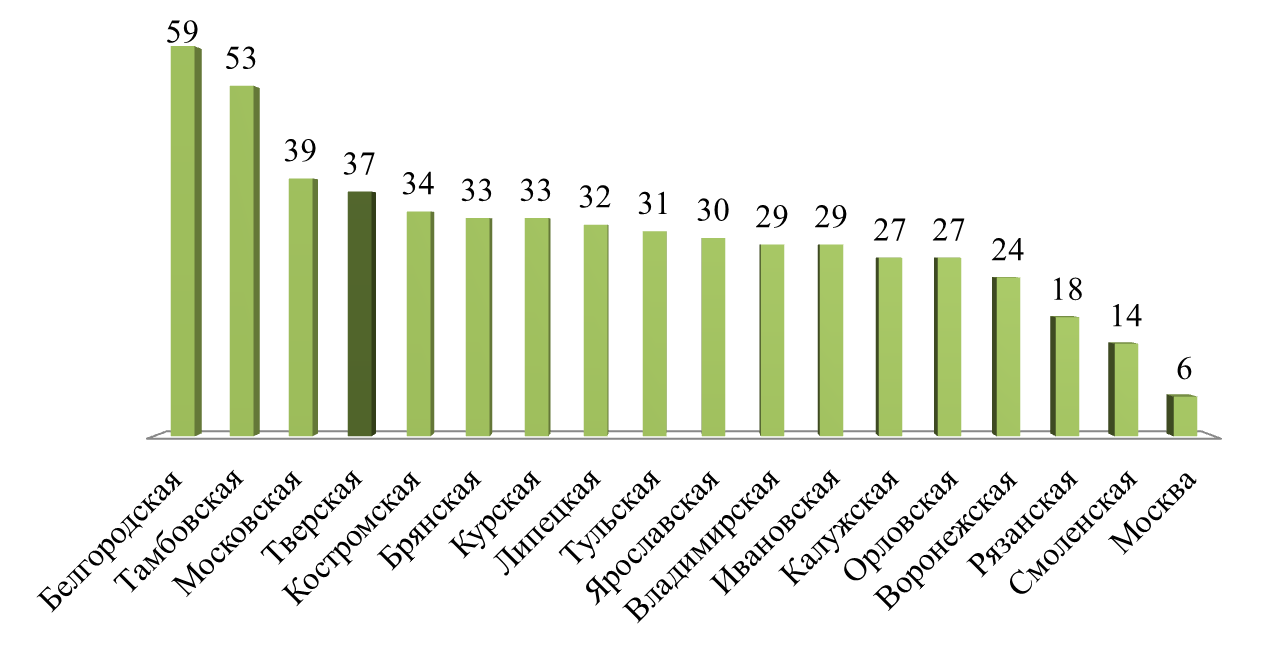 59
53
39
37
34
33
33
32
31
30
29
29
27
27
24
18
14
6
Белгородская
Тамбовская
Московская
Тверская
Костромская
Брянская
Курская
Липецкая
Тульская
Ярославская
Владимирская
Ивановская
Калужская
Орловская
Воронежская
Рязанская
Смоленская
Москва